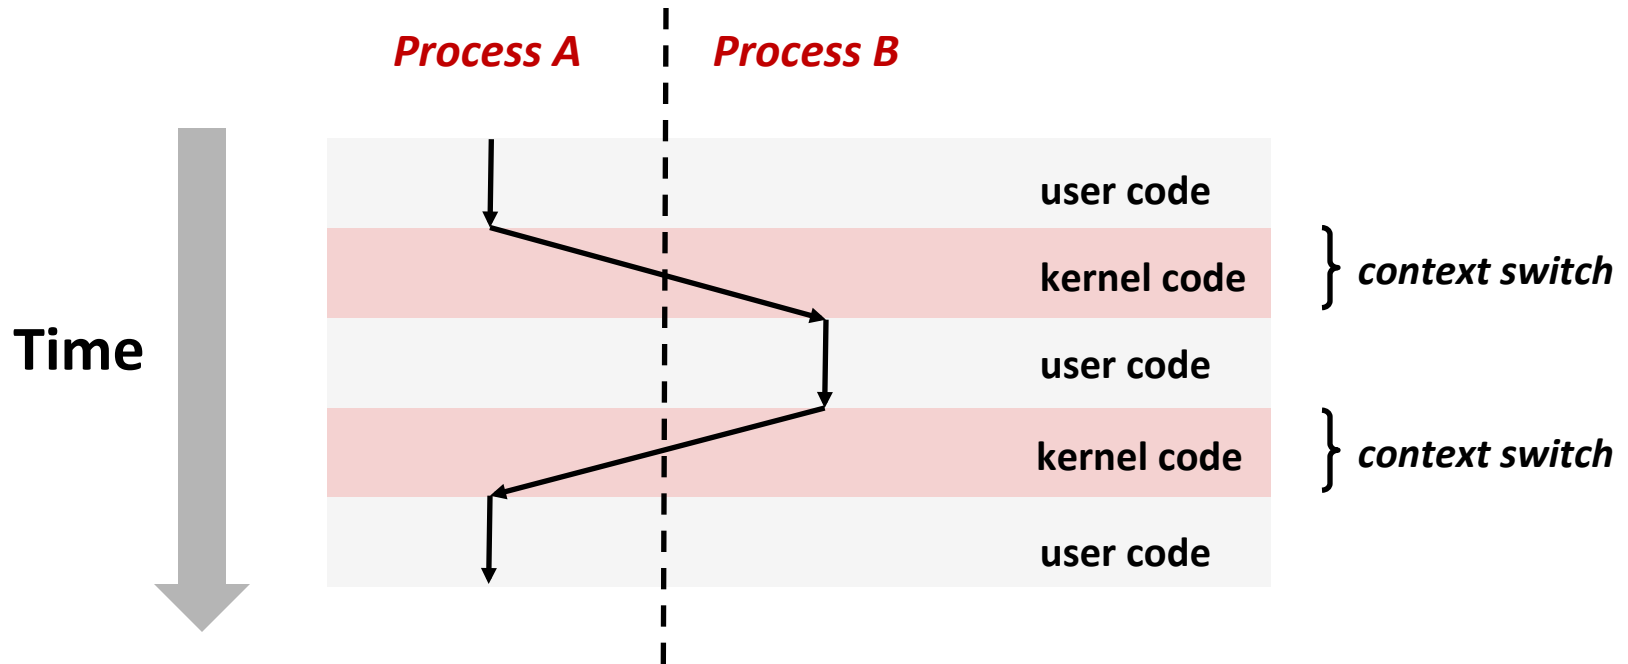 Process A
Process B
user code
kernel code
context switch
Time
user code
kernel code
context switch
user code